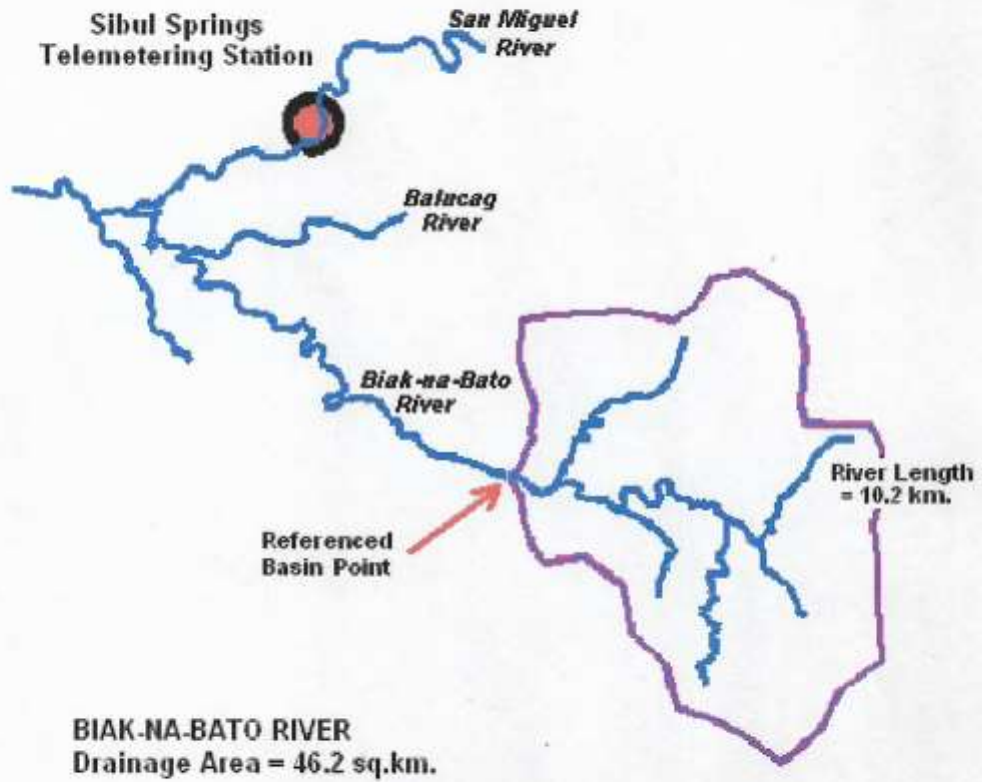 Sibul Springs
Telemetering Station
San Miguel
River
Balucag
River
Biak-na-Bato
River
River Length
= 10.2 km.
Referenced
Basin Point
BIAK-NA-BATO RIVER
Drainage Area = 46.2 sq.km.